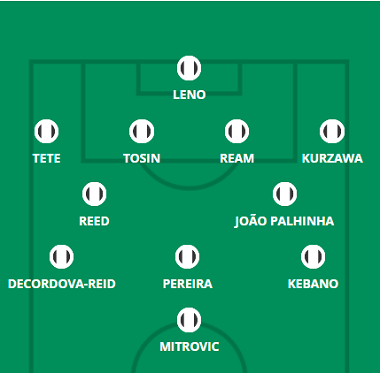 LENO
TETE
TOSIN
REAM
KURZAWA
REED
JOÃO PALHINHA
DECORDOVA-REID
PEREIRA
KEBANO
MITROVIC